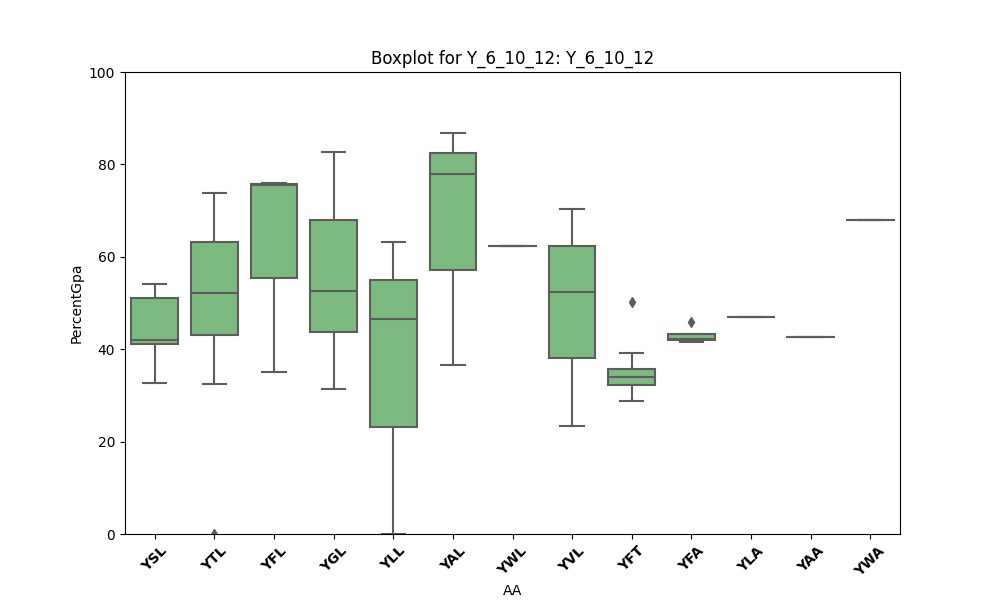 Boxplot for Y_6_10_12: Y_6_10_12
100
80
60
40
20
0
PercentGpa
YSL YTL YFL YGL YLL YAL YWL YVL YFT YFA YLA YAA YWA
AA